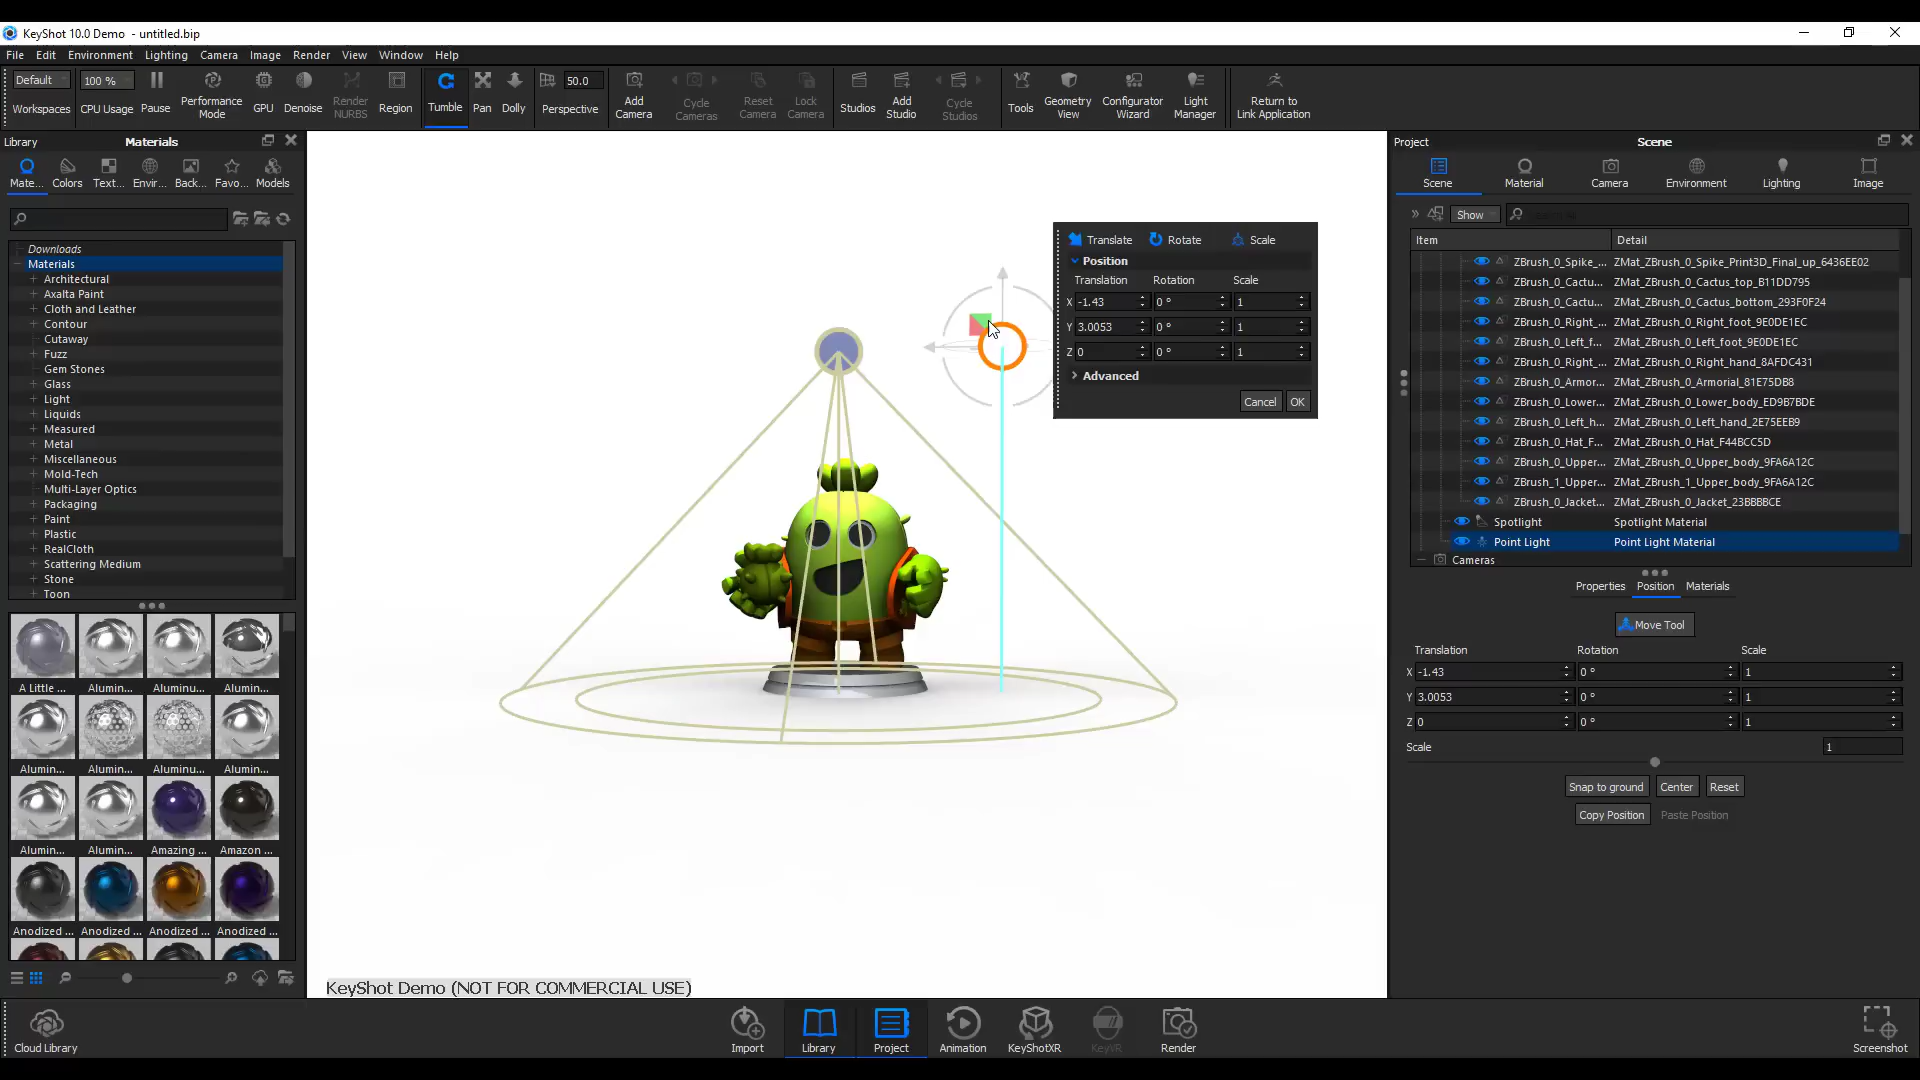 KeyShot 10.0 Demo - untitled.bip
File Edit Environment Lighting Camera Image Render View Window Help
Default 100 % 50.0
Workspaces CPU Usage Pause Performance Mode GPU Denoise Render NURBS Region Tumble Pan Dolly Perspective Add Camera Cycle Cameras Reset Camera Lock Camera Studios Add Studio Cycle Studios Tools Geometry View Configurator Wizard Light Manager Return to Link Application
Library Materials
Mate... Colors Text... Envir... Back... Favo... Models
Downloads
Materials
Architectural
Axalta Paint
Cloth and Leather
Contour
Cutaway
Fuzz
Gem Stones
Glass
Light
Liquids
Measured
Metal
Miscellaneous
Mold-Tech
Multi-Layer Optics
Packaging
Paint
Plastic
RealCloth
Scattering Medium
Stone
Toon
A Little ... Alumin... Aluminu... Alumin...
Alumin... Alumin... Aluminu... Alumin...
Alumin... Alumin... Amazing ... Amazon ...
Anodized ... Anodized ... Anodized ... Anodized ...
Translate Rotate Scale
Position
Translation Rotation Scale
X -1.43 0 ° 1
Y 3.0053 0 ° 1
Z 0 0 ° 1
Advanced
Cancel OK
KeyShot Demo (NOT FOR COMMERCIAL USE)
Project Scene
Scene Material Camera Environment Lighting Image
Show
Item Detail
ZBrush_0_Spike_... ZMat_ZBrush_0_Spike_Print3D_Final_up_6436EE02
ZBrush_0_Cactu... ZMat_ZBrush_0_Cactus_top_B11DD795
ZBrush_0_Cactu... ZMat_ZBrush_0_Cactus_bottom_293F0F24
ZBrush_0_Right_... ZMat_ZBrush_0_Right_foot_9E0DE1EC
ZBrush_0_Left_f... ZMat_ZBrush_0_Left_foot_9E0DE1EC
ZBrush_0_Right_... ZMat_ZBrush_0_Right_hand_8AFDC431
ZBrush_0_Armor... ZMat_ZBrush_0_Armorial_81E75DB8
ZBrush_0_Lower... ZMat_ZBrush_0_Lower_body_ED9B7BDE
ZBrush_0_Left_h... ZMat_ZBrush_0_Left_hand_2E75EEB9
ZBrush_0_Hat_F... ZMat_ZBrush_0_Hat_F44BCC5D
ZBrush_0_Upper... ZMat_ZBrush_0_Upper_body_9FA6A12C
ZBrush_1_Upper... ZMat_ZBrush_1_Upper_body_9FA6A12C
ZBrush_0_Jacket... ZMat_ZBrush_0_Jacket_23BBBBCE
Spotlight Spotlight Material
Point Light Point Light Material
Cameras
Properties Position Materials
Move Tool
Translation Rotation Scale
X -1.43 0 ° 1
Y 3.0053 0 ° 1
Z 0 0 ° 1
Scale 1
Snap to ground Center Reset
Copy Position Paste Position
Cloud Library Import Library Project Animation KeyShotXR KeyVR Render Screenshot